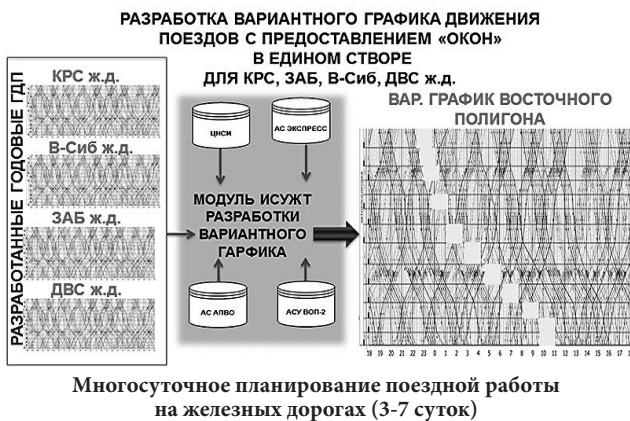 РАЗРАБОТКА ВАРИАНТНОГО ГРАФИКА ДВИЖЕНИЯ
ПОЕЗДОВ С ПРЕДОСТАВЛЕНИЕМ «ОКОН»
В ЕДИНОМ СТВОРЕ
ДЛЯ КРС, ЗАБ, В-Сиб, ДВС ж.д.
РАЗРАБОТАННЫЕ ГОДОВЫЕ ГДП
КРС ж.д.
В-Сиб ж.д.
ЗАБ ж.д.
ДВС ж.д.
ЦНСИ
АС ЭКСПРЕСС
МОДУЛЬ ИСУЖТ
РАЗРАБОТКИ
ВАРИАНТНОГО
ГАРФИКА
АС АПВО
АСУ ВОП-2
ВАР. ГРАФИК ВОСТОЧНОГО
ПОЛИГОНА
18 19 20 21 22 23 0 1 2 3 4 5 6 7 8 9 10 11 12 13 14 15 16 17 1
Многосуточное планирование поездной работы
на железных дорогах (3-7 суток)